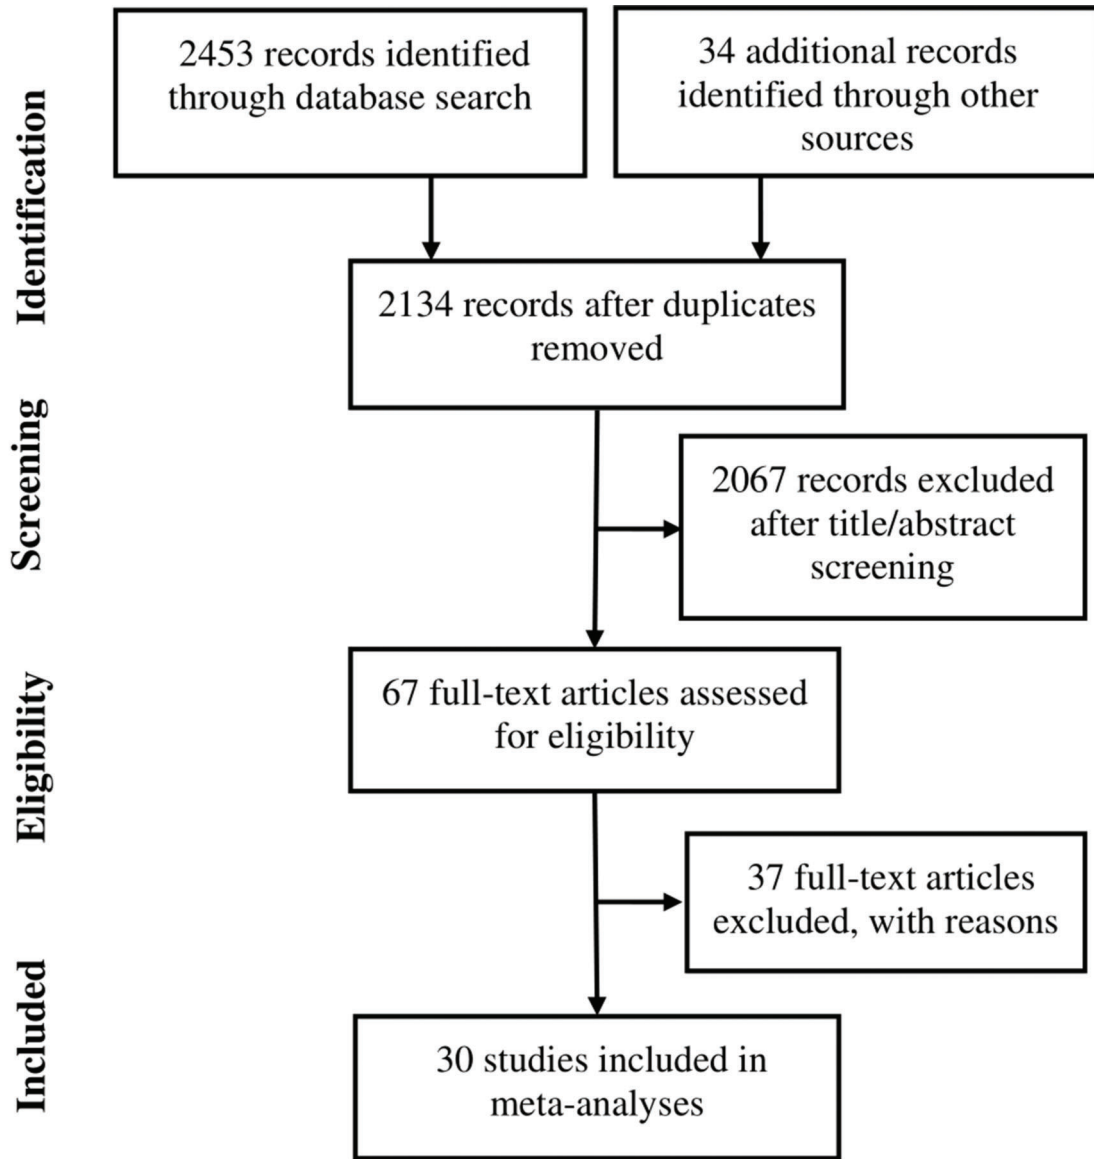 Identification
2453 records identified
through database search
34 additional records
identified through other
sources
2134 records after duplicates
removed
Screening
2067 records excluded
after title/abstract
screening
Eligibility
67 full-text articles assessed
for eligibility
37 full-text articles
excluded, with reasons
Included
30 studies included in
meta-analyses